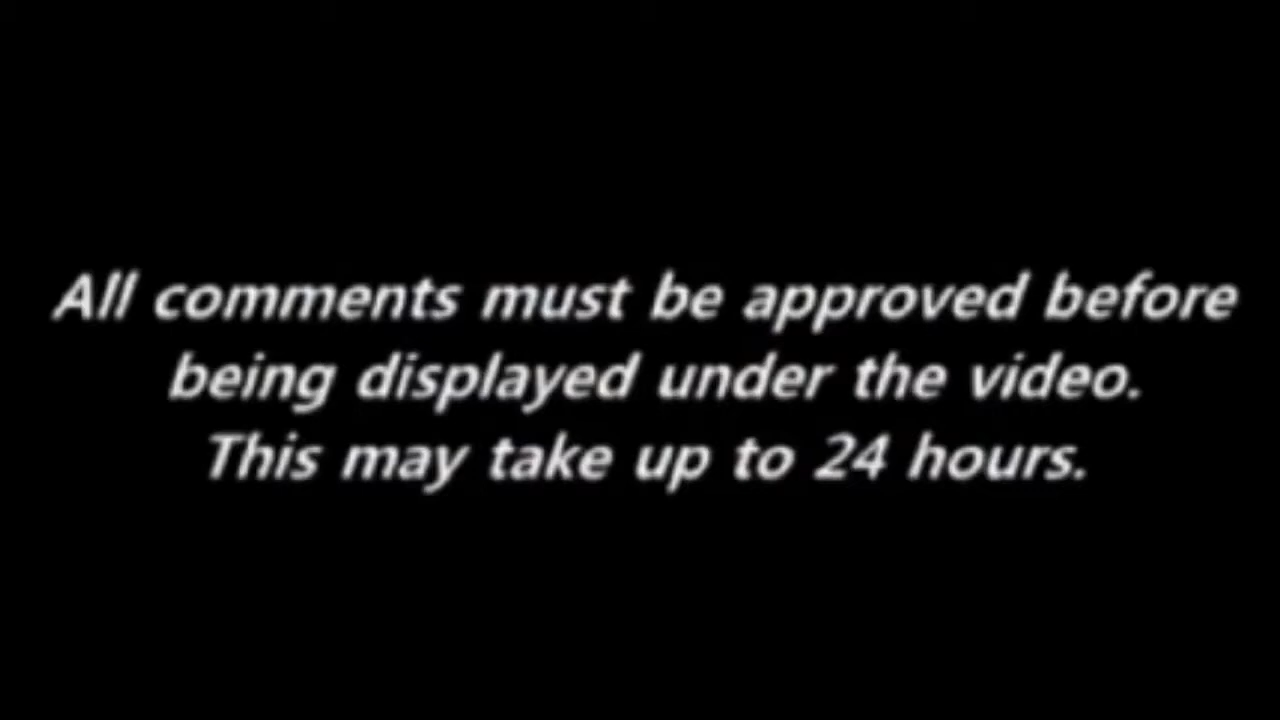 All comments must be approved before
being displayed under the video.
This may take up to 24 hours.